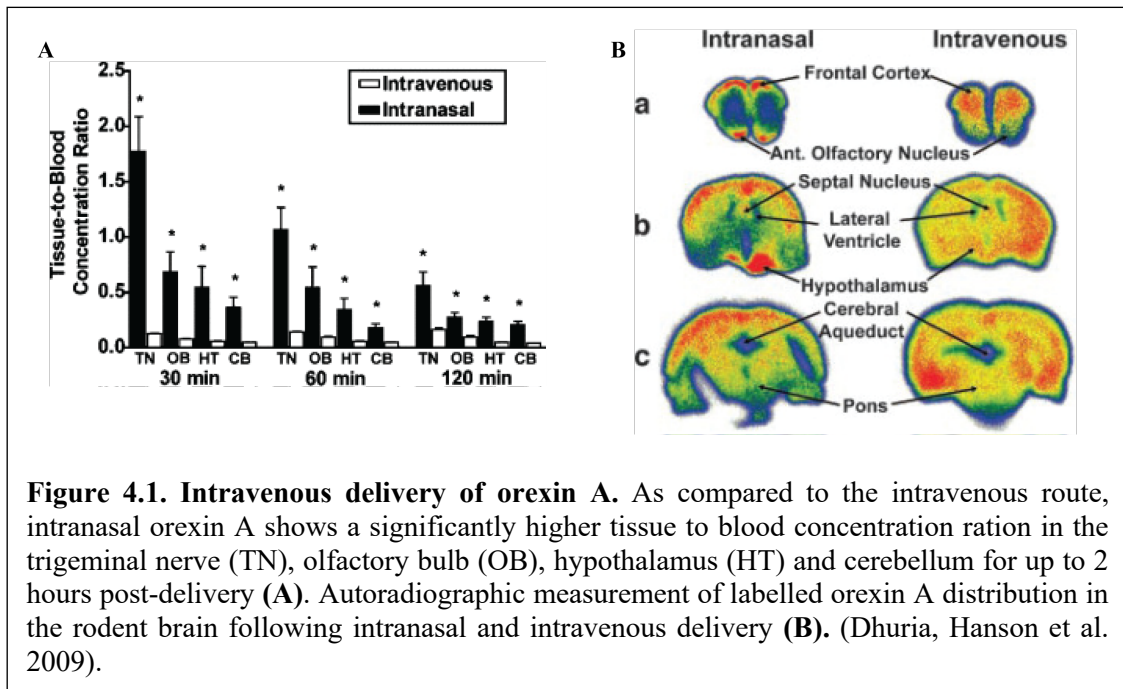 A
Tissue-to-Blood
Concentration Ratio
2.5
2.0
1.5
1.0
0.5
0.0
Intravenous
Intranasal
* * * *
* * * *
* * * *
TN OB HT CB
30 min
TN OB HT CB
60 min
TN OB HT CB
120 min
B
Intranasal Intravenous
a
Frontal Cortex
Ant. Olfactory Nucleus
b
Septal Nucleus
Lateral
Ventricle
Hypothalamus
c
Cerebral
Aqueduct
Pons
Figure 4.1. Intravenous delivery of orexin A. As compared to the intravenous route,
intranasal orexin A shows a significantly higher tissue to blood concentration ration in the
trigeminal nerve (TN), olfactory bulb (OB), hypothalamus (HT) and cerebellum for up to 2
hours post-delivery (A). Autoradiographic measurement of labelled orexin A distribution in
the rodent brain following intranasal and intravenous delivery (B). (Dhuria, Hanson et al.
2009).